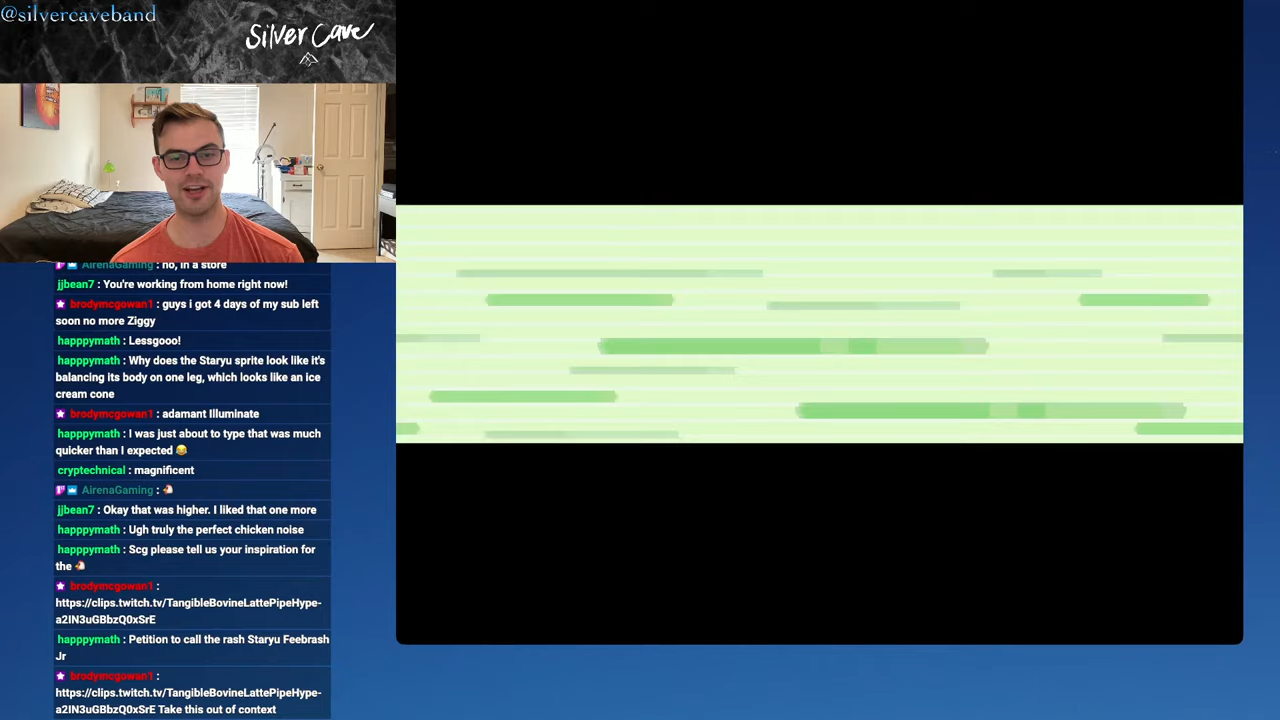 @silvercaveband
Silver Cave
AirenaGaming : no, in a store
jjbean7 : You're working from home right now!
brodymcgowan1 : guys i got 4 days of my sub left
soon no more Ziggy
happpymath : Lessgooo!
happpymath : Why does the Staryu sprite look like it's
balancing its body on one leg, which looks like an ice
cream cone
brodymcgowan1 : adamant Illuminate
happpymath : I was just about to type that was much
quicker than I expected 😂
cryptechnical : magnificent
AirenaGaming :
jjbean7 : Okay that was higher. I liked that one more
happpymath : Ugh truly the perfect chicken noise
happpymath : Scg please tell us your inspiration for
the
brodymcgowan1 :
https://clips.twitch.tv/TangibleBovineLattePipeHype-
a2IN3uGBbzQ0xSrE
happpymath : Petition to call the rash Staryu Feebrash
Jr
brodymcgowan1 :
https://clips.twitch.tv/TangibleBovineLattePipeHype-
a2IN3uGBbzQ0xSrE Take this out of context